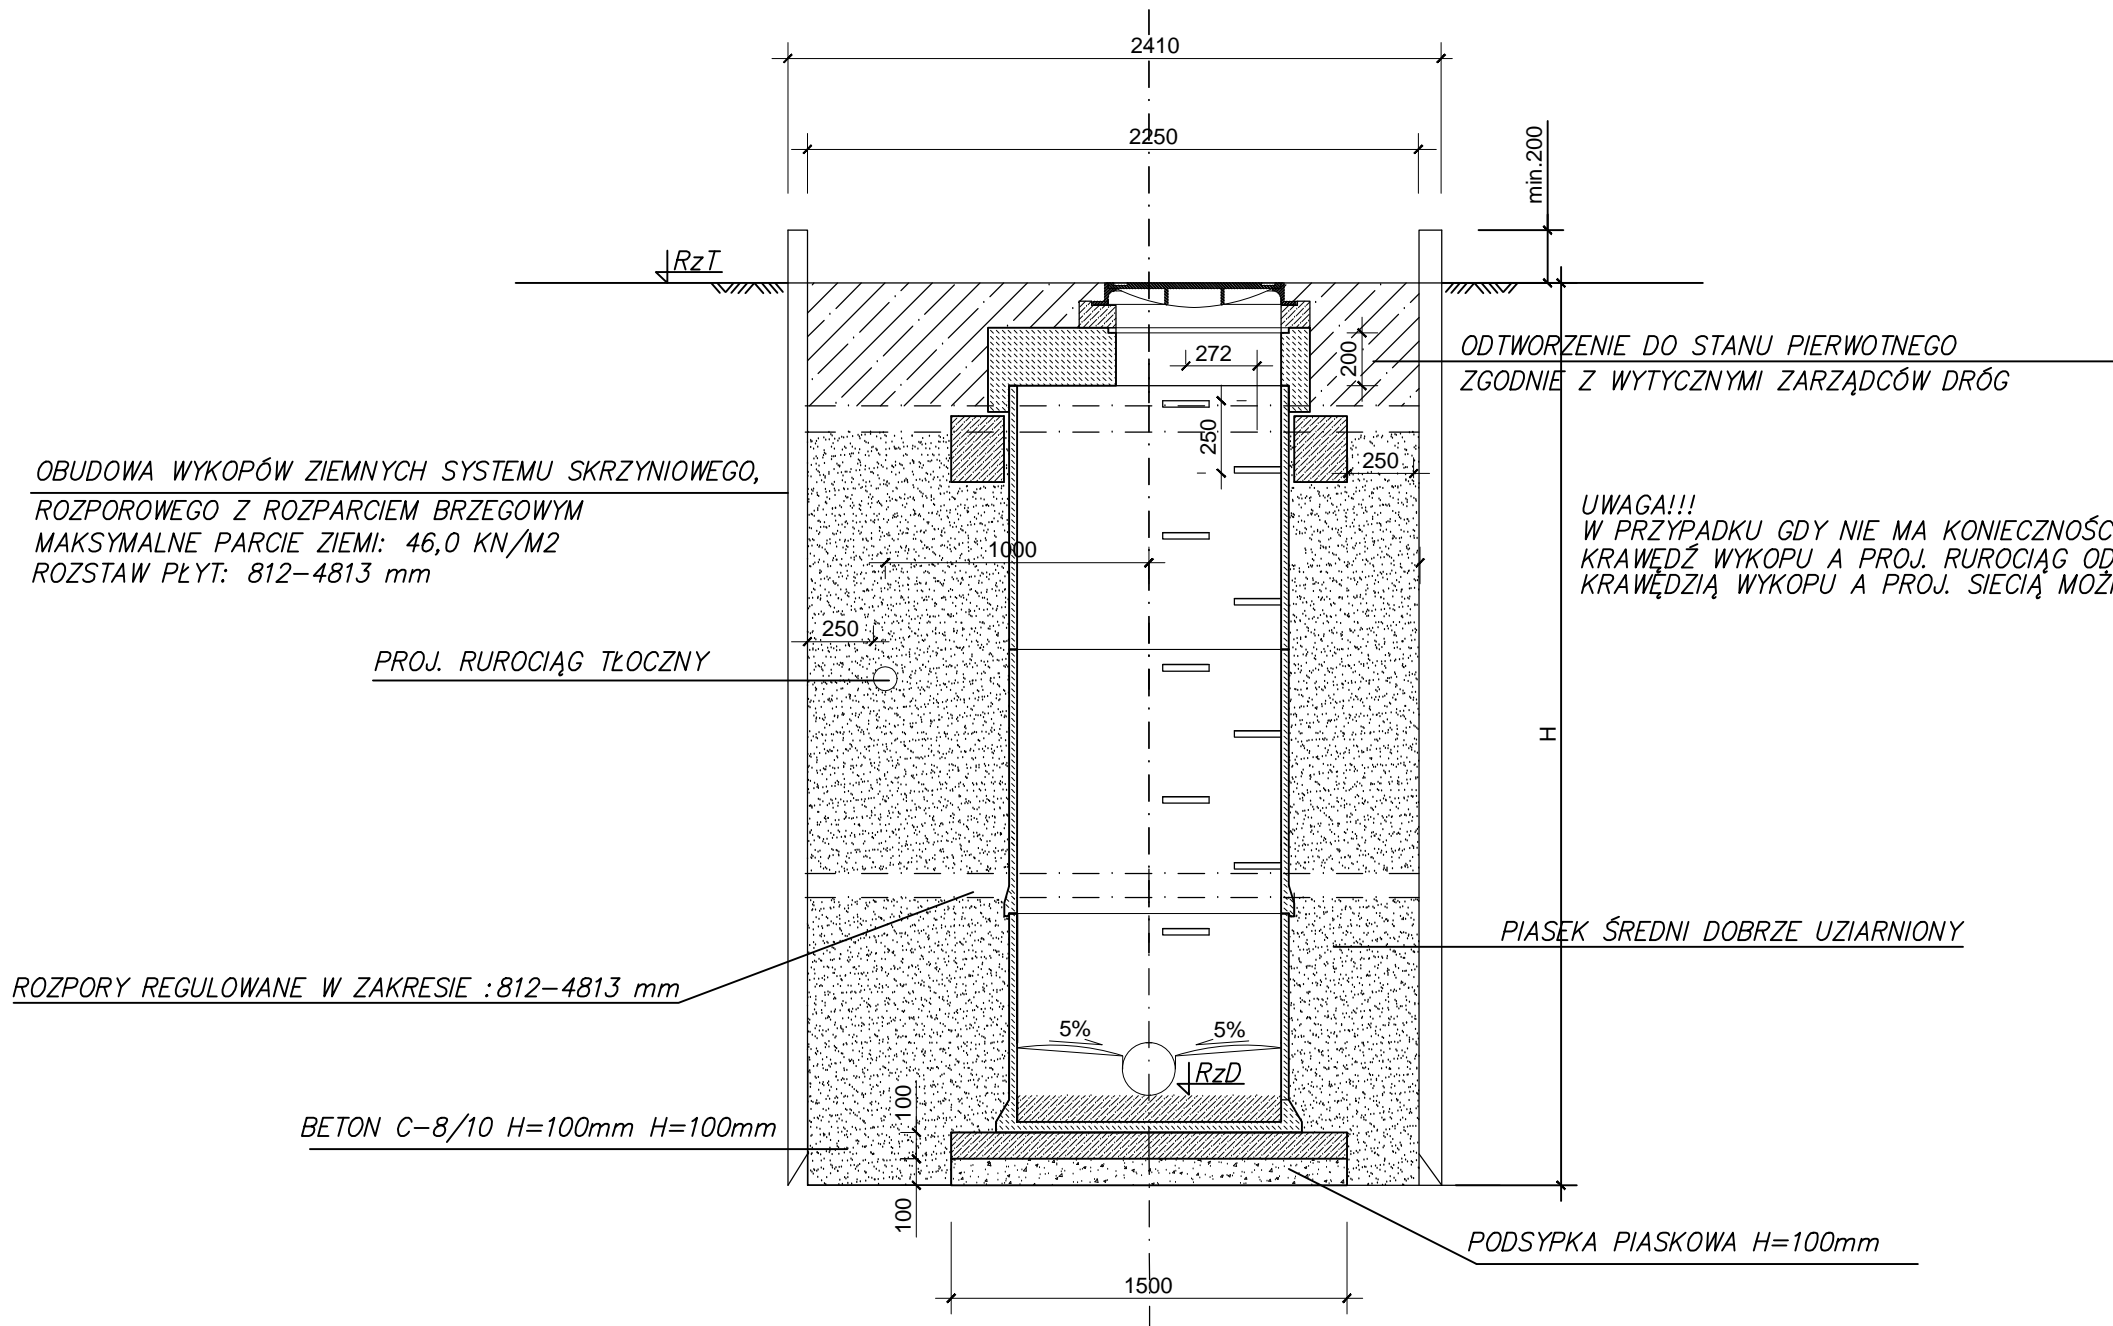 2410
2250
min.200
RzT
272
200
ODTWORZENIE DO STANU PIERWOTNEGO
ZGODNIE Z WYTYCZNYMI ZARZĄDCÓW DRÓG
250
250
OBUDOWA WYKOPÓW ZIEMNYCH SYSTEMU SKRZYNIOWEGO,
ROZPOROWEGO Z ROZPARCIEM BRZEGOWYM
MAKSYMALNE PARCIE ZIEMI: 46,0 KN/M2
ROZSTAW PŁYT: 812-4813 mm
UWAGA!!!
W PRZYPADKU GDY NIE MA KONIECZNOŚC
KRAWĘDŹ WYKOPU A PROJ. RUROCIĄG
KRAWĘDZIĄ WYKOPU A PROJ. SIECIĄ
1000
250
PROJ. RUROCIĄG TŁOCZNY
H
PIASEK ŚREDNI DOBRZE UZIARNIONY
ROZPORY REGULOWANE W ZAKRESIE :812-4813 mm
5%
5%
RzD
100
BETON C-8/10 H=100mm H=100mm
100
PODSYPKA PIASKOWA H=100mm
1500